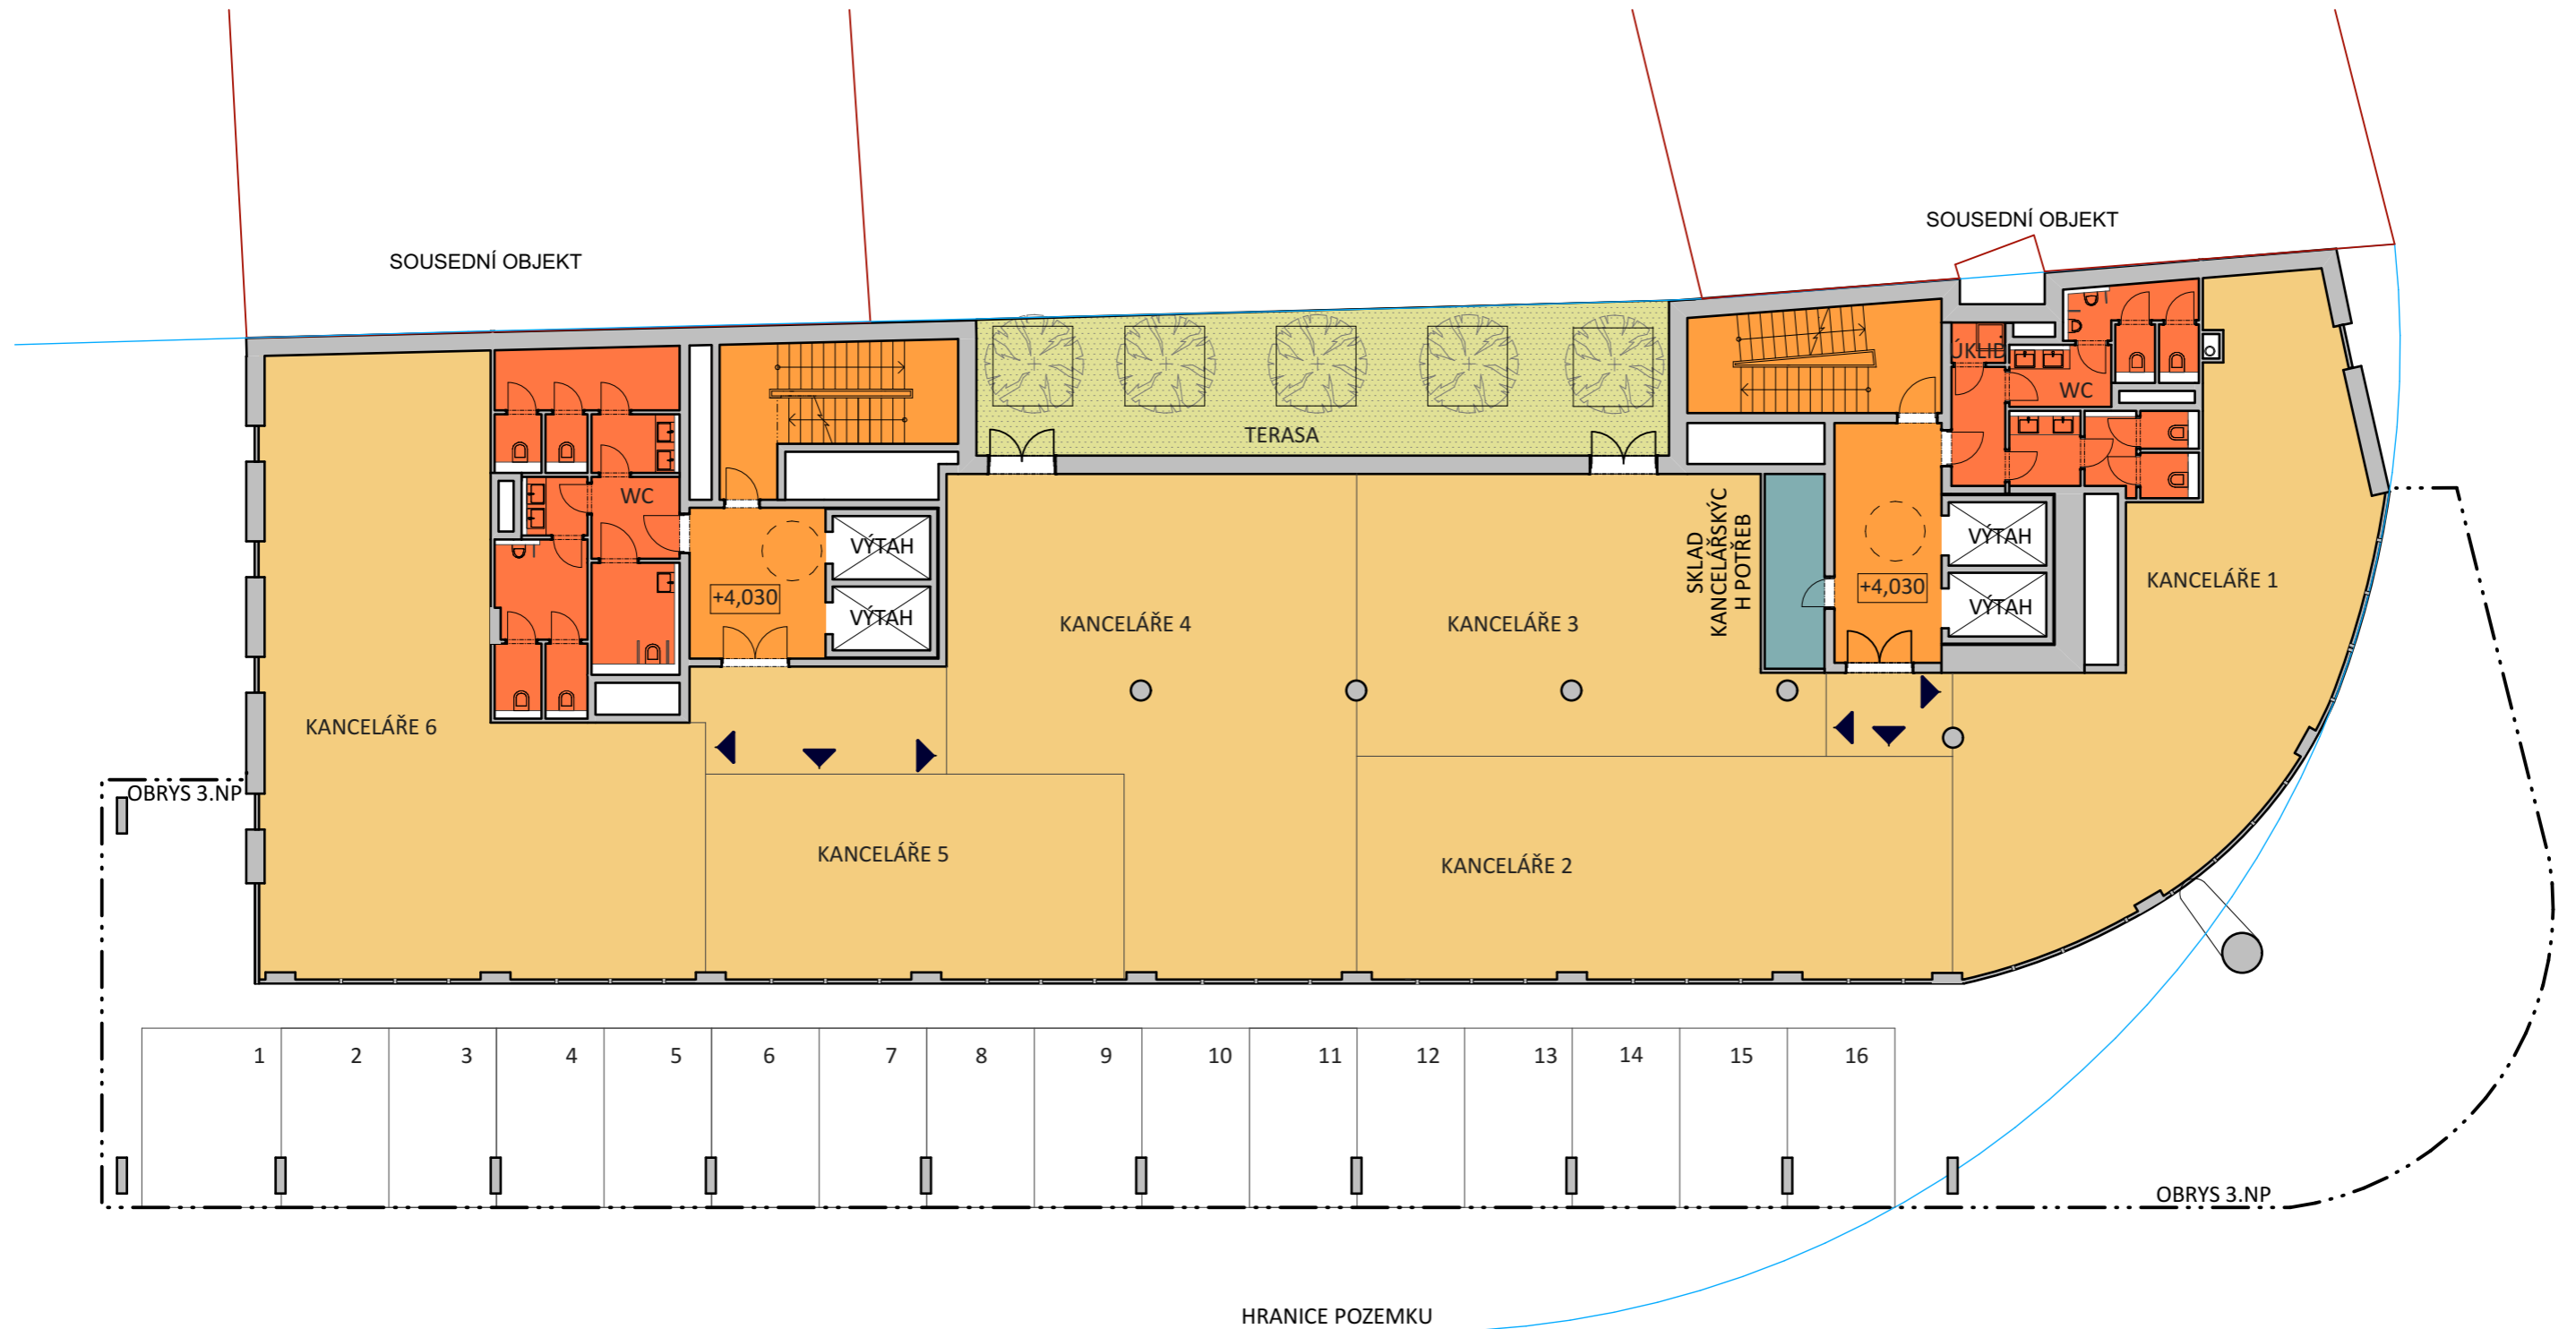 SOUSEDNÍ OBJEKT
SOUSEDNÍ OBJEKT
ÚKLID
WC
TERASA
WC
SKLAD
KANCELÁŘSKÝC
H POTŘEB
VÝTAH
VÝTAH
+4,030
VÝTAH
VÝTAH
+4,030
KANCELÁŘE 1
KANCELÁŘE 4
KANCELÁŘE 3
KANCELÁŘE 6
OBRYS 3.NP
KANCELÁŘE 5
KANCELÁŘE 2
1 2 3 4 5 6 7 8 9 10 11 12 13 14 15 16
OBRYS 3.NP
HRANICE POZEMKU